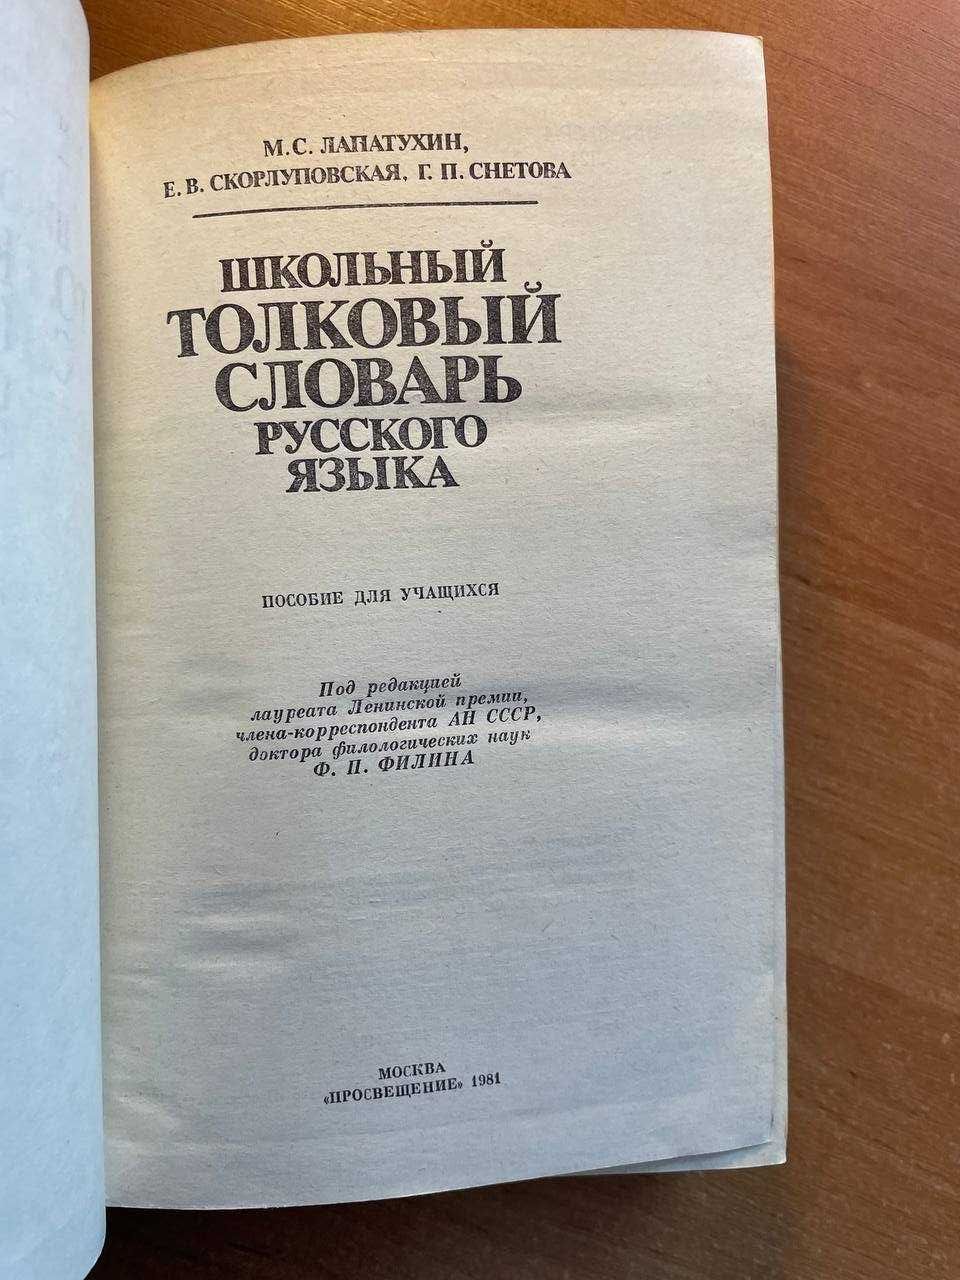 М. С. ЛАПАТУХИН,
Е. В. СКОРЛУПОВСКАЯ, Г. П. СНЕТОВА
ШКОЛЬНЫЙ
ТОЛКОВЫЙ
СЛОВАРЬ
РУССКОГО
ЯЗЫКА
ПОСОБИЕ ДЛЯ УЧАЩИХСЯ
Под редакцией
лауреата Ленинской премии,
члена-корреспондента АН СССР,
доктора филологических наук
Ф. П. ФИЛИНА
МОСКВА
«ПРОСВЕЩЕНИЕ» 1981